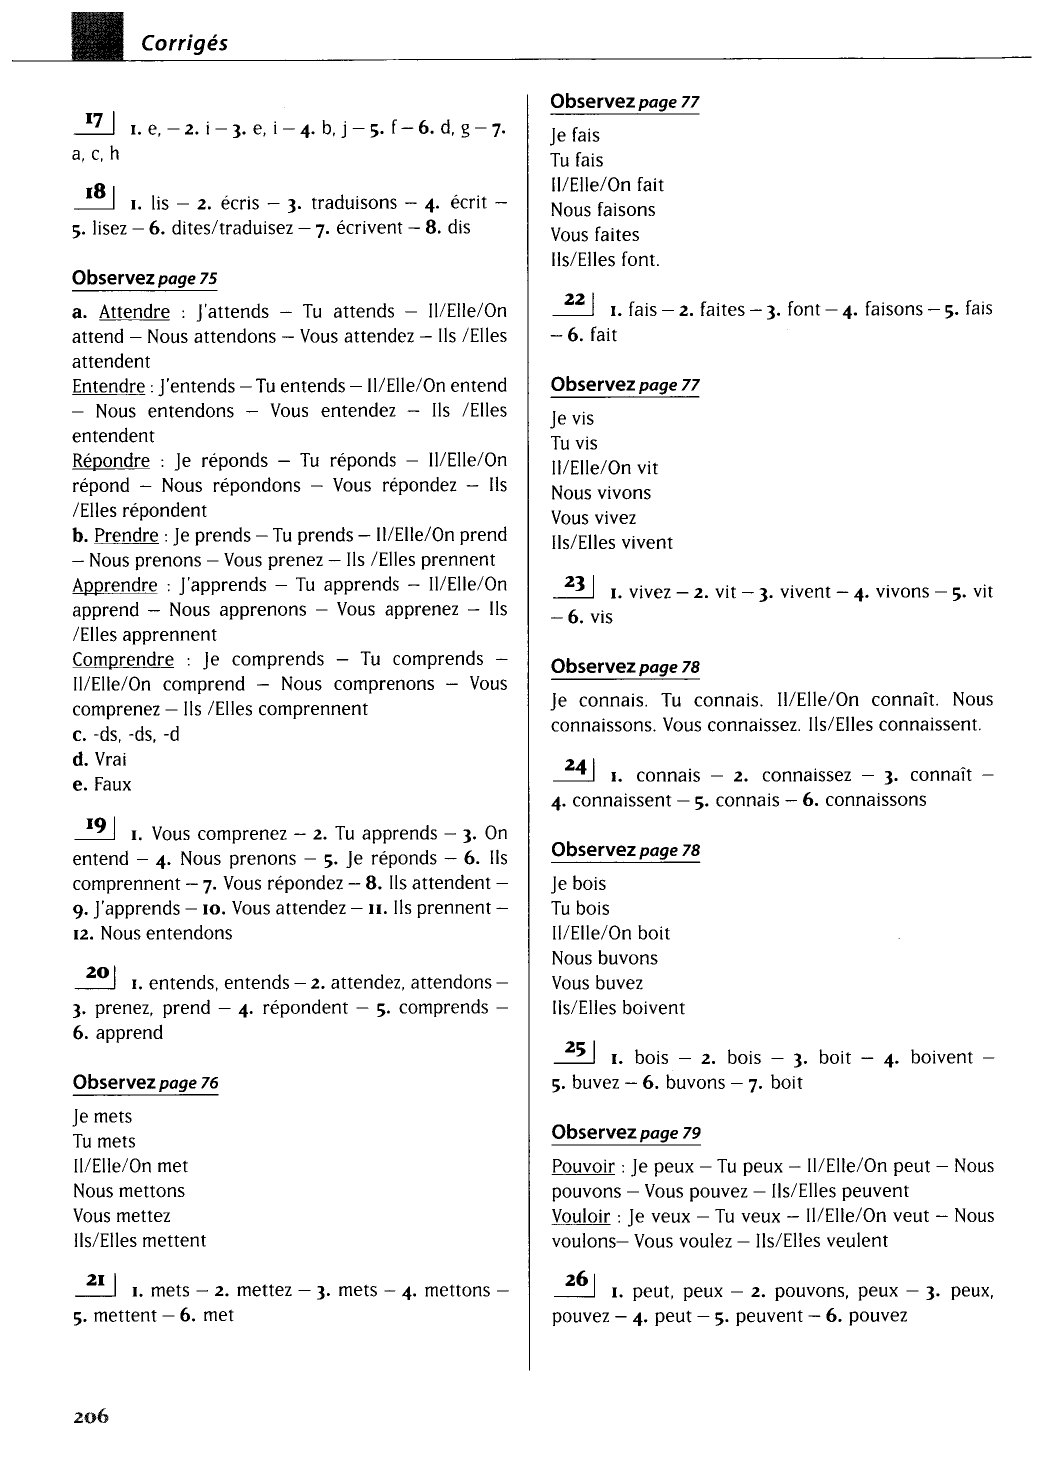 Corrigés
17 1. e, – 2. i – 3. e, i – 4. b, j – 5. f – 6. d, g – 7.
a, c, h
18 1. lis – 2. écris – 3. traduisons – 4. écrit –
5. lisez – 6. dites/traduisez – 7. écrivent – 8. dis
Observez page 75
a. Attendre : J'attends – Tu attends – Il/Elle/On
attend – Nous attendons – Vous attendez – Ils /Elles
attendent
Entendre : J'entends – Tu entends – Il/Elle/On entend
– Nous entendons – Vous entendez – Ils /Elles
entendent
Répondre : Je réponds – Tu réponds – Il/Elle/On
répond – Nous répondons – Vous répondez – Ils
/Elles répondent
b. Prendre : Je prends – Tu prends – Il/Elle/On prend
– Nous prenons – Vous prenez – Ils /Elles prennent
Apprendre : J'apprends – Tu apprends – Il/Elle/On
apprend – Nous apprenons – Vous apprenez – Ils
/Elles apprennent
Comprendre : Je comprends – Tu comprends –
Il/Elle/On comprend – Nous comprenons – Vous
comprenez – Ils /Elles comprennent
c. -ds, -ds, -d
d. Vrai
e. Faux
19 1. Vous comprenez – 2. Tu apprends – 3. On
entend – 4. Nous prenons – 5. Je réponds – 6. Ils
comprennent – 7. Vous répondez – 8. Ils attendent –
9. J'apprends – 10. Vous attendez – 11. Ils prennent –
12. Nous entendons
20 1. entends, entends – 2. attendez, attendons –
3. prenez, prend – 4. répondent – 5. comprends –
6. apprend
Observez page 76
Je mets
Tu mets
Il/Elle/On met
Nous mettons
Vous mettez
Ils/Elles mettent
21 1. mets – 2. mettez – 3. mets – 4. mettons –
5. mettent – 6. met
Observez page 77
Je fais
Tu fais
Il/Elle/On fait
Nous faisons
Vous faites
Ils/Elles font.
22 1. fais – 2. faites – 3. font – 4. faisons – 5. fais
– 6. fait
Observez page 77
Je vis
Tu vis
Il/Elle/On vit
Nous vivons
Vous vivez
Ils/Elles vivent
23 1. vivez – 2. vit – 3. vivent – 4. vivons – 5. vit
– 6. vis
Observez page 78
Je connais. Tu connais. Il/Elle/On connaît. Nous
connaissons. Vous connaissez. Ils/Elles connaissent.
24 1. connais – 2. connaissez – 3. connaît –
4. connaissent – 5. connais – 6. connaissons
Observez page 78
Je bois
Tu bois
Il/Elle/On boit
Nous buvons
Vous buvez
Ils/Elles boivent
25 1. bois – 2. bois – 3. boit – 4. boivent –
5. buvez – 6. buvons – 7. boit
Observez page 79
Pouvoir : Je peux – Tu peux – Il/Elle/On peut – Nous
pouvons – Vous pouvez – Ils/Elles peuvent
Vouloir : Je veux – Tu veux – Il/Elle/On veut – Nous
voulons– Vous voulez – Ils/Elles veulent
26 1. peut, peux – 2. pouvons, peux – 3. peux,
pouvez – 4. peut – 5. peuvent – 6. pouvez
206